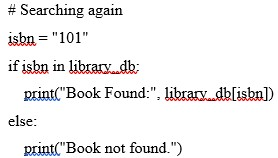 # Searching again
isbn = "101"
if isbn in library_db:
print("Book Found:", library_db[isbn])
else:
print("Book not found.")